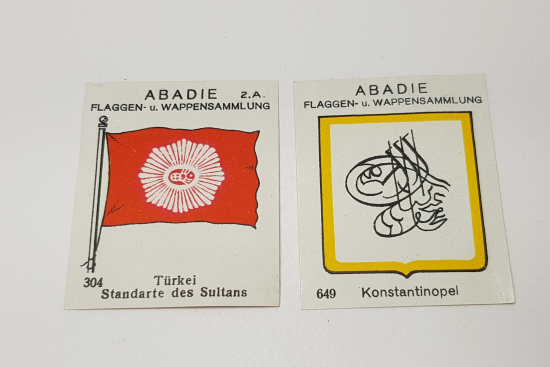 ABADIE 2.A.
FLAGGEN- u. WAPPENSAMMLUNG
304
Türkei
Standarte des Sultans
ABADIE
FLAGGEN- u. WAPPENSAMMLUNG
649 Konstantinopel